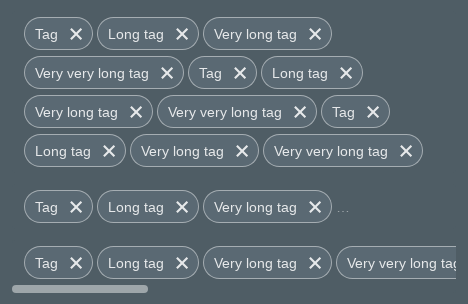 Tag Long tag Very long tag
Very very long tag Tag Long tag
Very long tag Very very long tag Tag
Long tag Very long tag Very very long tag
Tag Long tag Very long tag ...
Tag Long tag Very long tag Very very long tag